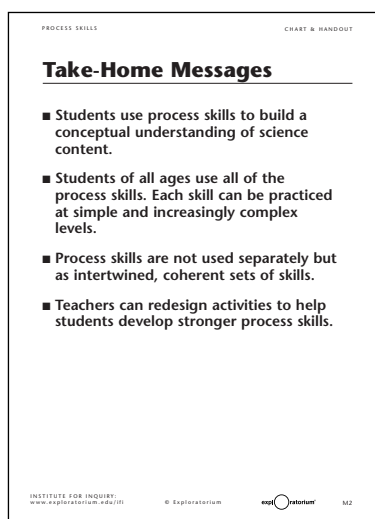 PROCESS SKILLS
CHART & HANDOUT
Take-Home Messages
■ Students use process skills to build a
conceptual understanding of science
content.
■ Students of all ages use all of the
process skills. Each skill can be practiced
at simple and increasingly complex
levels.
■ Process skills are not used separately but
as intertwined, coherent sets of skills.
■ Teachers can redesign activities to help
students develop stronger process skills.
INSTITUTE FOR INQUIRY:
www.exploratorium.edu/ifi
© Exploratorium
expl ratorium
M2